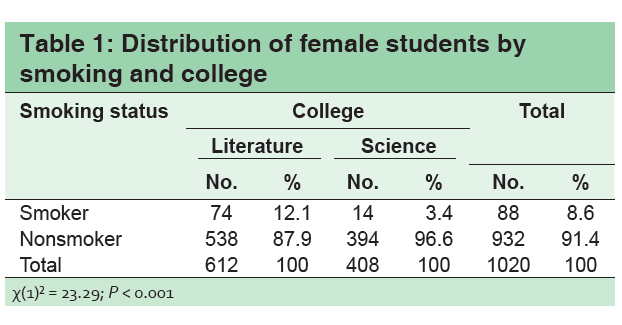 Table 1: Distribution of female students by
smoking and college
Smoking status College Total
Literature Science
No. % No. % No. %
Smoker 74 12.1 14 3.4 88 8.6
Nonsmoker 538 87.9 394 96.6 932 91.4
Total 612 100 408 100 1020 100
χ(1)² = 23.29; P < 0.001